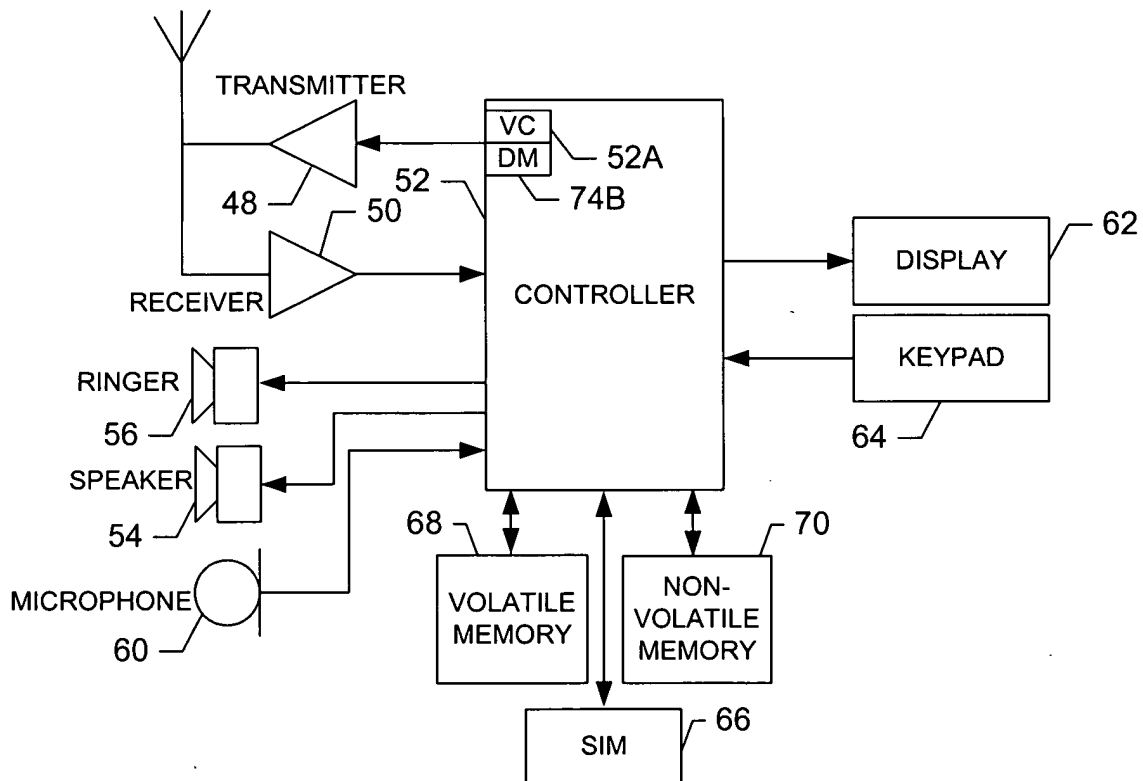 TRANSMITTER
48
VC
DM
52A
74B
52
50
RECEIVER
CONTROLLER
62
DISPLAY
KEYPAD
64
RINGER
56
SPEAKER
54
MICROPHONE
60
68
VOLATILE
MEMORY
70
NON-
VOLATILE
MEMORY
SIM
66